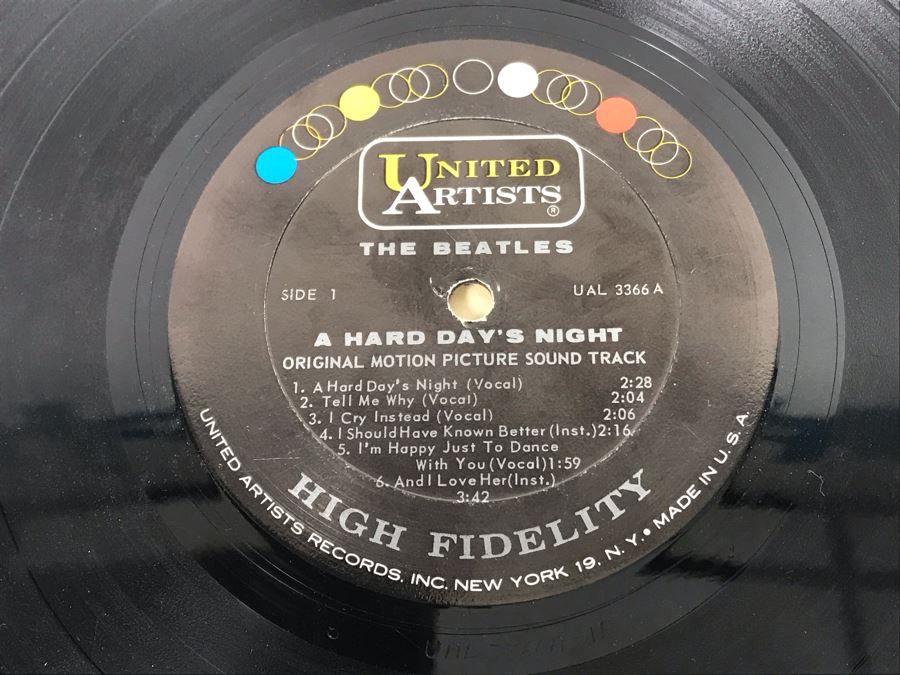 UNITED
ARTISTS ®
THE BEATLES
SIDE 1
UAL 3366 A
A HARD DAY'S NIGHT
ORIGINAL MOTION PICTURE SOUND TRACK
1. A Hard Day's Night (Vocal) 2:28
2. Tell Me Why (Vocal) 2:04
3. I Cry Instead (Vocal) 2:06
4. I Should Have Known Better (Inst.) 2:16
5. I'm Happy Just To Dance
With You (Vocal) 1:59
6. And I Love Her (Inst.)
3:42
HIGH FIDELITY
UNITED ARTISTS RECORDS, INC. NEW YORK 19, N.Y. • MADE IN U.S.A.